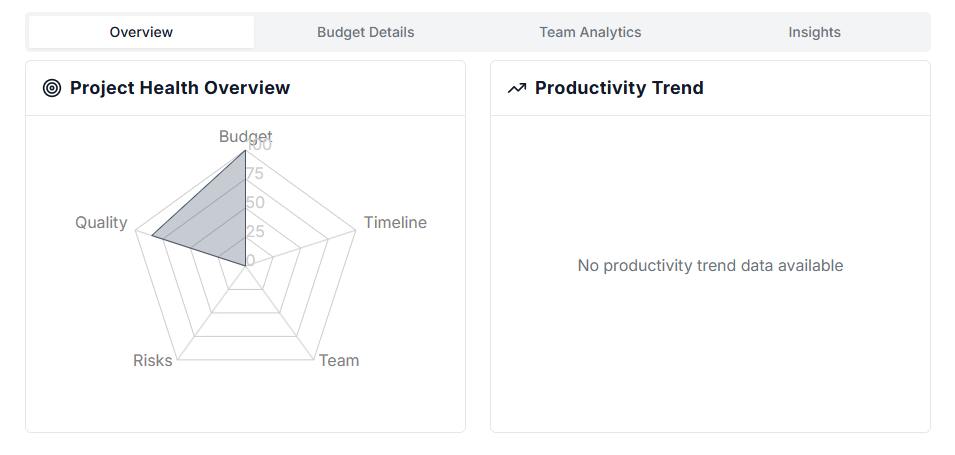 Overview
Budget Details
Team Analytics
Insights
Project Health Overview
Budget
100
75
50
25
0
Quality
Timeline
Risks
Team
Productivity Trend
No productivity trend data available